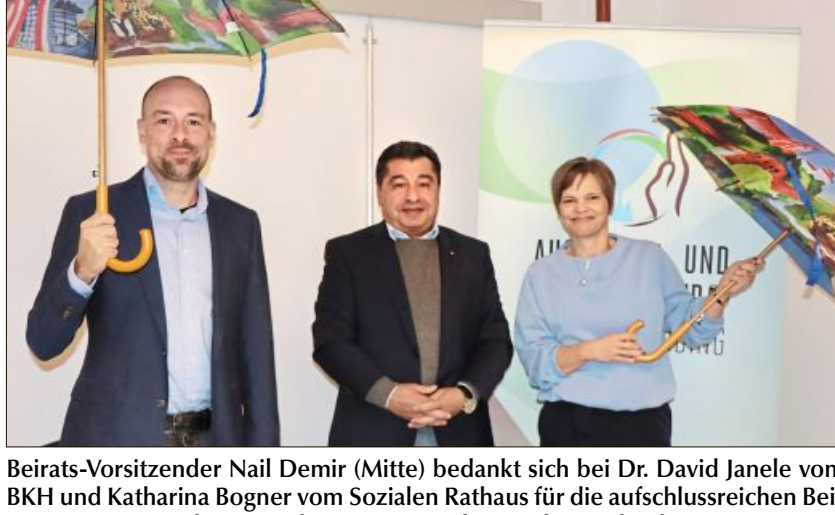 UND
Beirats-Vorsitzender Nail Demir (Mitte) bedankt sich bei Dr. David Janele vom
BKH und Katharina Bogner vom Sozialen Rathaus für die aufschlussreichen Bei